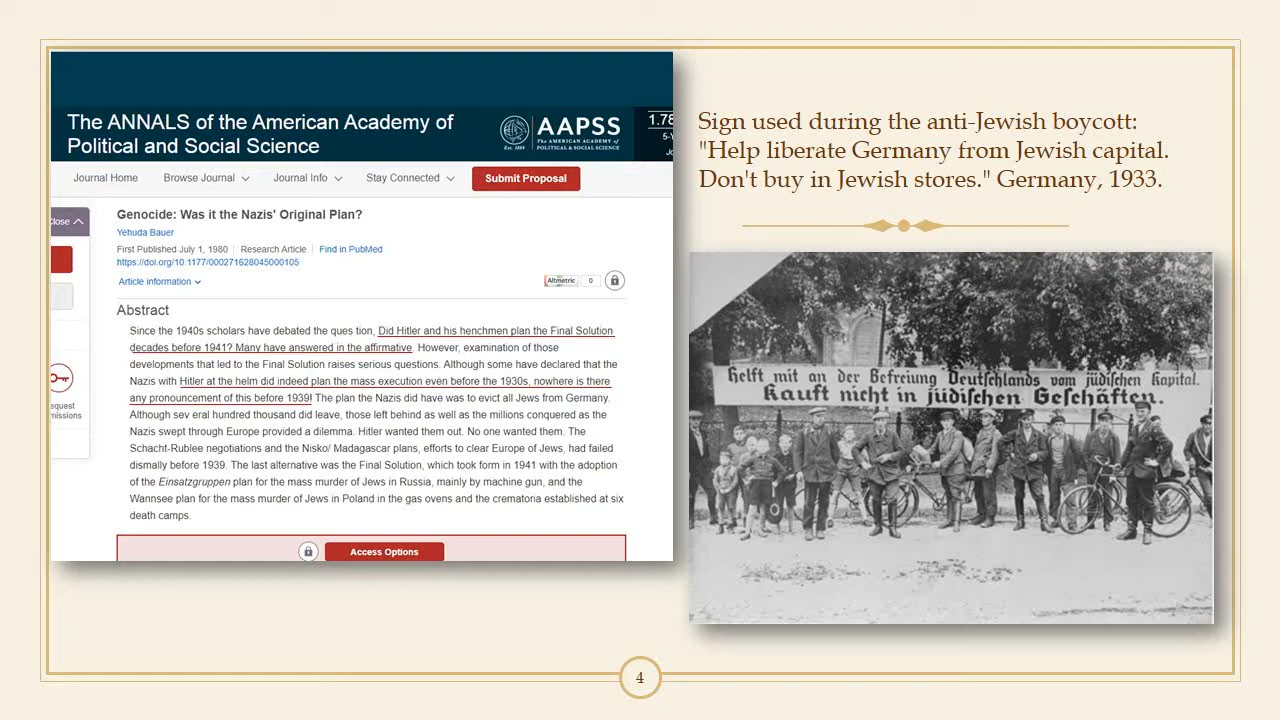 The ANNALS of the American Academy of
Political and Social Science
AAPSS
The AMERICAN ACADEMY of
POLITICAL & SOCIAL SCIENCE
Est. 1889
1.78
5-Y
Jo
Journal Home
Browse Journal
Journal Info
Stay Connected
Submit Proposal
lose
equest
missions
Genocide: Was it the Nazis' Original Plan?
Yehuda Bauer
First Published July 1, 1980
Research Article
Find in PubMed
https://doi.org/10.1177/000271628045000105
Article information
Altmetric
0
Abstract
Since the 1940s scholars have debated the ques tion, Did Hitler and his henchmen plan the Final Solution
decades before 1941? Many have answered in the affirmative. However, examination of those
developments that led to the Final Solution raises serious questions. Although some have declared that the
Nazis with Hitler at the helm did indeed plan the mass execution even before the 1930s, nowhere is there
any pronouncement of this before 1939! The plan the Nazis did have was to evict all Jews from Germany.
Although sev eral hundred thousand did leave, those left behind as well as the millions conquered as the
Nazis swept through Europe provided a dilemma. Hitler wanted them out. No one wanted them. The
Schacht-Rublee negotiations and the Nisko/ Madagascar plans, efforts to clear Europe of Jews, had failed
dismally before 1939. The last alternative was the Final Solution, which took form in 1941 with the adoption
of the Einsatzgruppen plan for the mass murder of Jews in Russia, mainly by machine gun, and the
Wannsee plan for the mass murder of Jews in Poland in the gas ovens and the crematoria established at six
death camps.
Access Options
Sign used during the anti-Jewish boycott:
"Help liberate Germany from Jewish capital.
Don't buy in Jewish stores." Germany, 1933.
Helft mit an der Befreiung Deutschlands vom jüdischen Kapital.
Kauft nicht in jüdischen Geschäften.
4